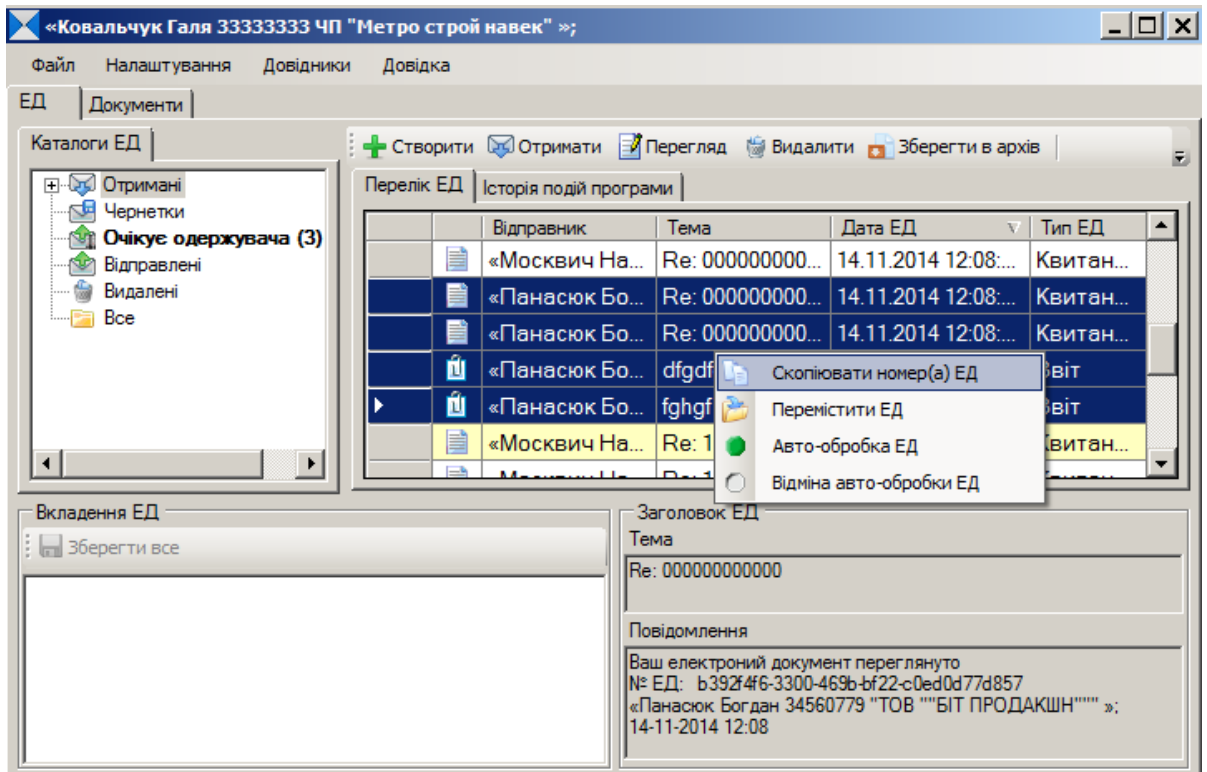 «Ковальчук Галя 33333333 ЧП "Метро строй навек" »;
Файл Налаштування Довідники Довідка
ЕД Документи
Каталоги ЕД
Отримані
Чернетки
Очікує одержувача (3)
Відправлені
Видалені
Все
Створити Отримати Перегляд Видалити Зберегти в архів
Перелік ЕД Історія подій програми
Відправник Тема Дата ЕД Тип ЕД
«Москвич На... Re: 000000000... 14.11.2014 12:08:... Квитан...
«Панасюк Бо... Re: 000000000... 14.11.2014 12:08:... Квитан...
«Панасюк Бо... Re: 000000000... 14.11.2014 12:08:... Квитан...
«Панасюк Бо... dfgdf
«Панасюк Бо... fghgf
«Москвич На... Re: 1
Скопіювати номер(а) ЕД
Перемістити ЕД
Авто-обробка ЕД
Відміна авто-обробки ЕД
Вкладення ЕД
Зберегти все
Заголовок ЕД
Тема
Re: 000000000000
Повідомлення
Ваш електроний документ переглянуто
№ ЕД: b392f4f6-3300-469b-bf22-c0ed0d77d857
«Панасюк Богдан 34560779 "ТОВ ""БІТ ПРОДАКШН""" »;
14-11-2014 12:08